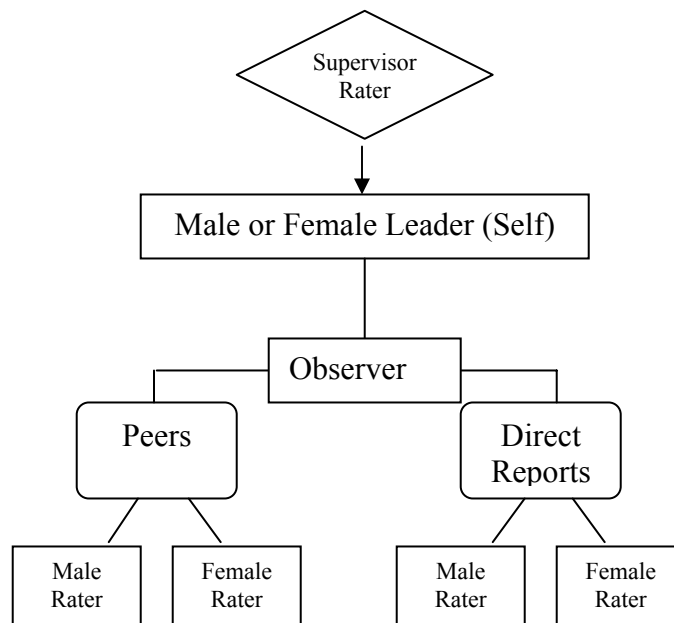 Supervisor
Rater
Male or Female Leader (Self)
Observer
Peers
Direct
Reports
Male
Rater
Female
Rater
Male
Rater
Female
Rater